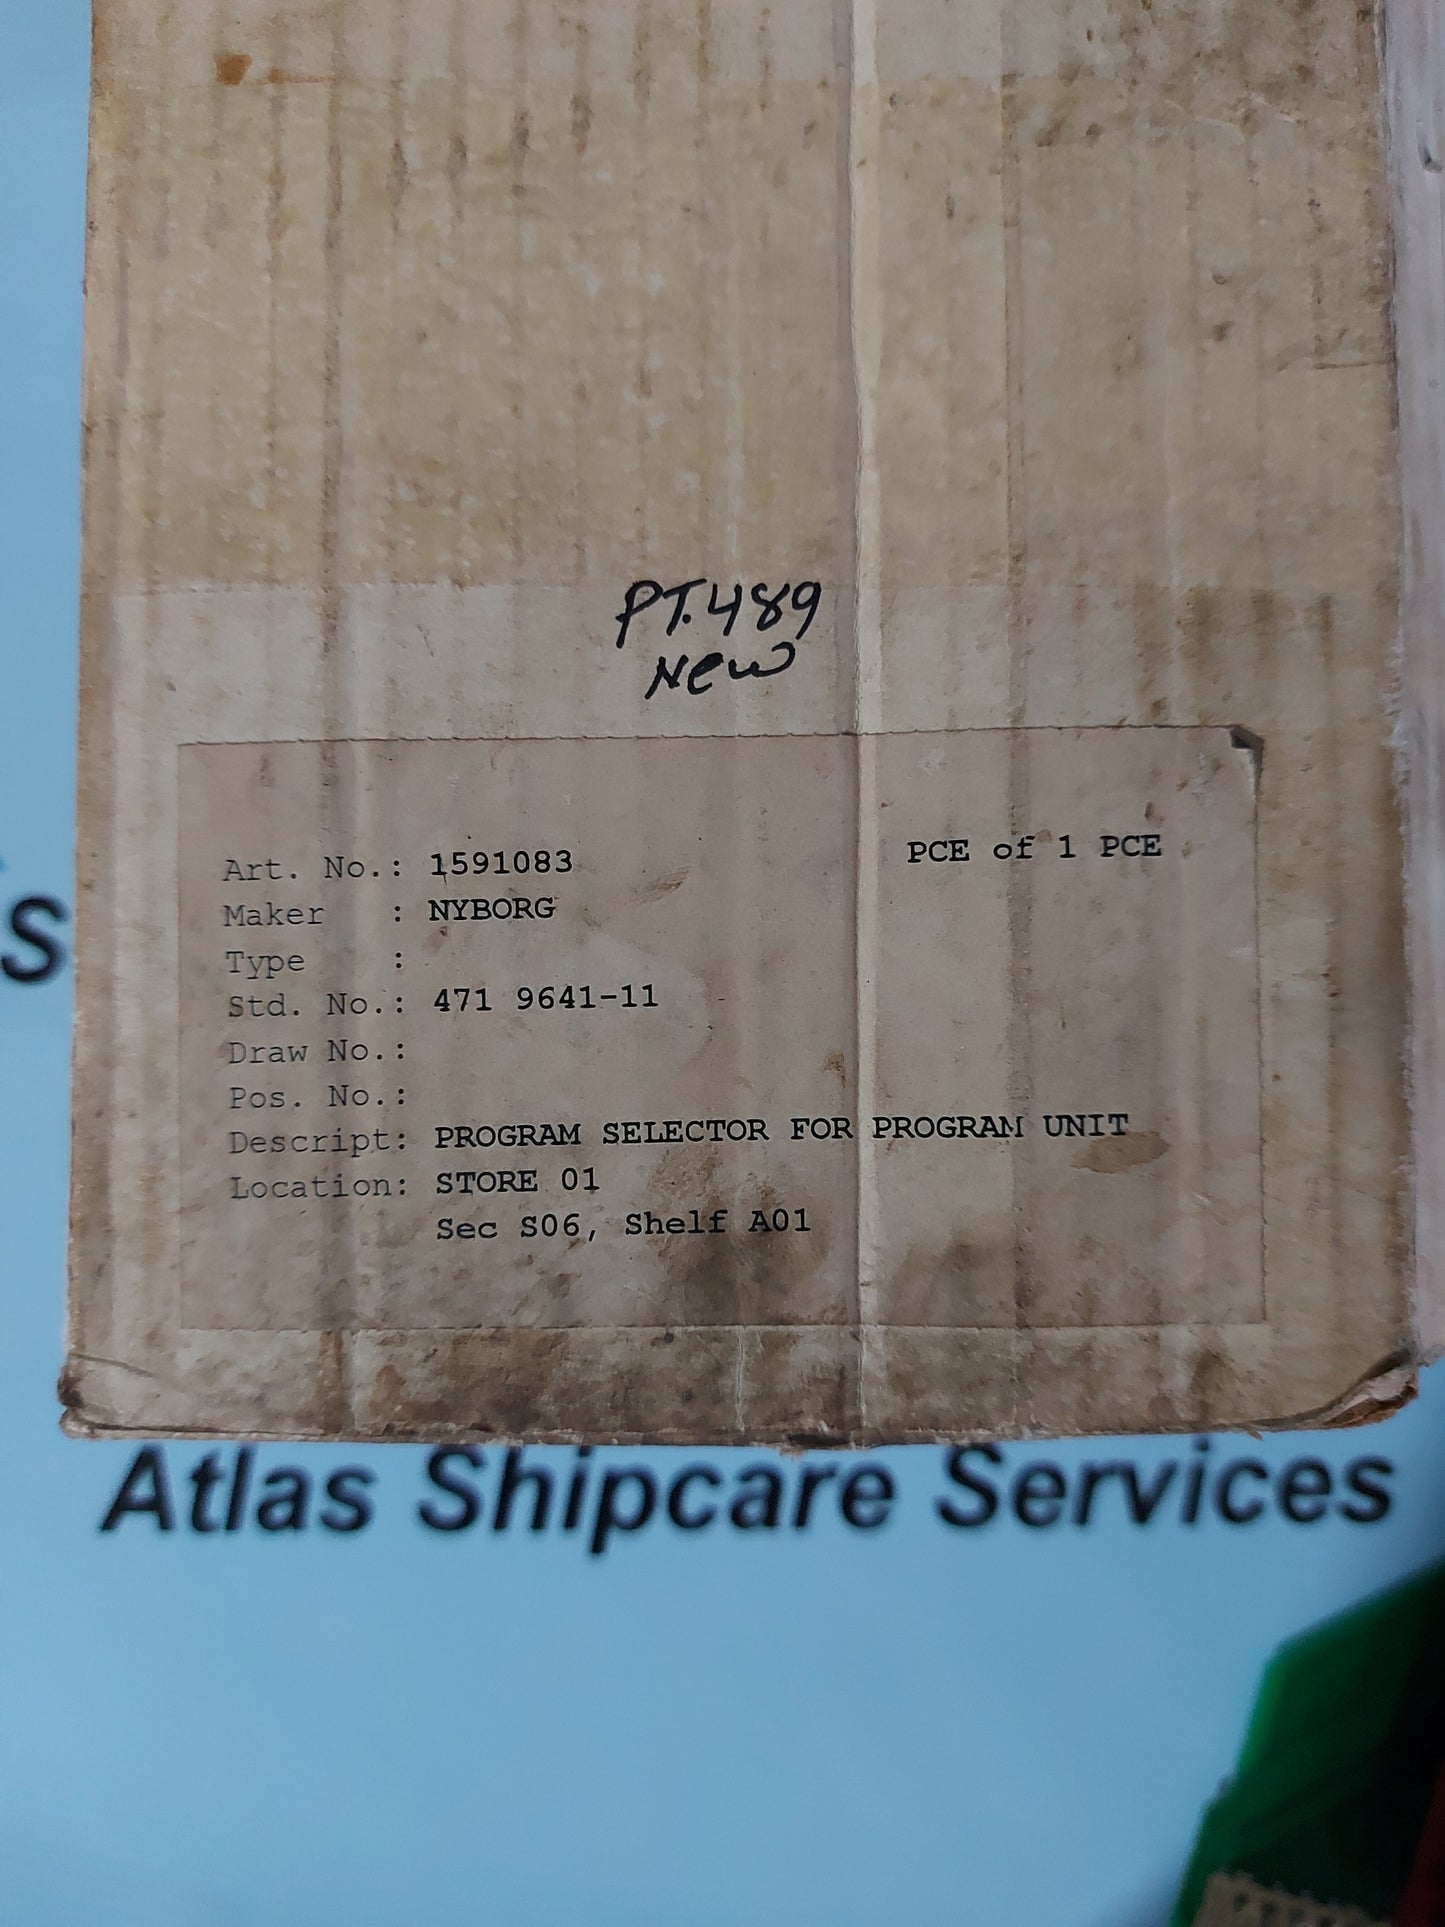 PT.489
New
Art. No.: 1591083 PCE of 1 PCE
Maker : NYBORG
Type :
Std. No.: 471 9641-11
Draw No.:
Pos. No.:
Descript: PROGRAM SELECTOR FOR PROGRAM UNIT
Location: STORE 01
Sec S06, Shelf A01
s
Atlas Shipcare Services